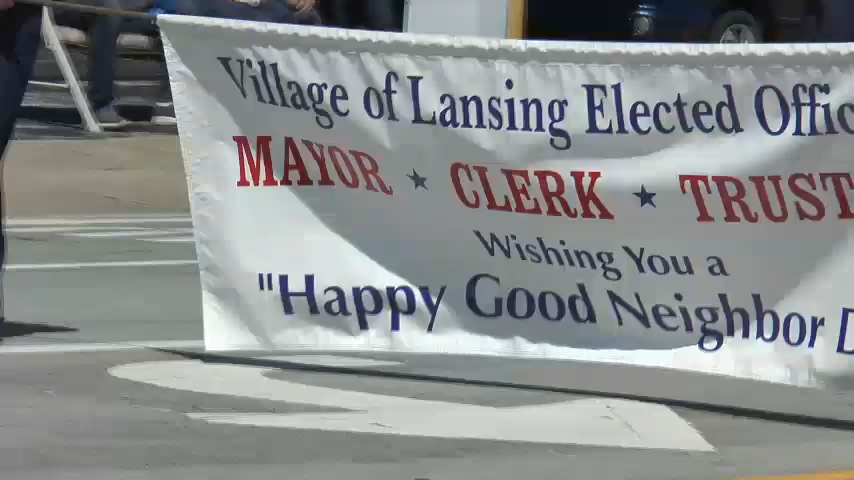 Village of Lansing Elected Offic
MAYOR ★ CLERK ★ TRUST
Wishing You a
"Happy Good Neighbor D